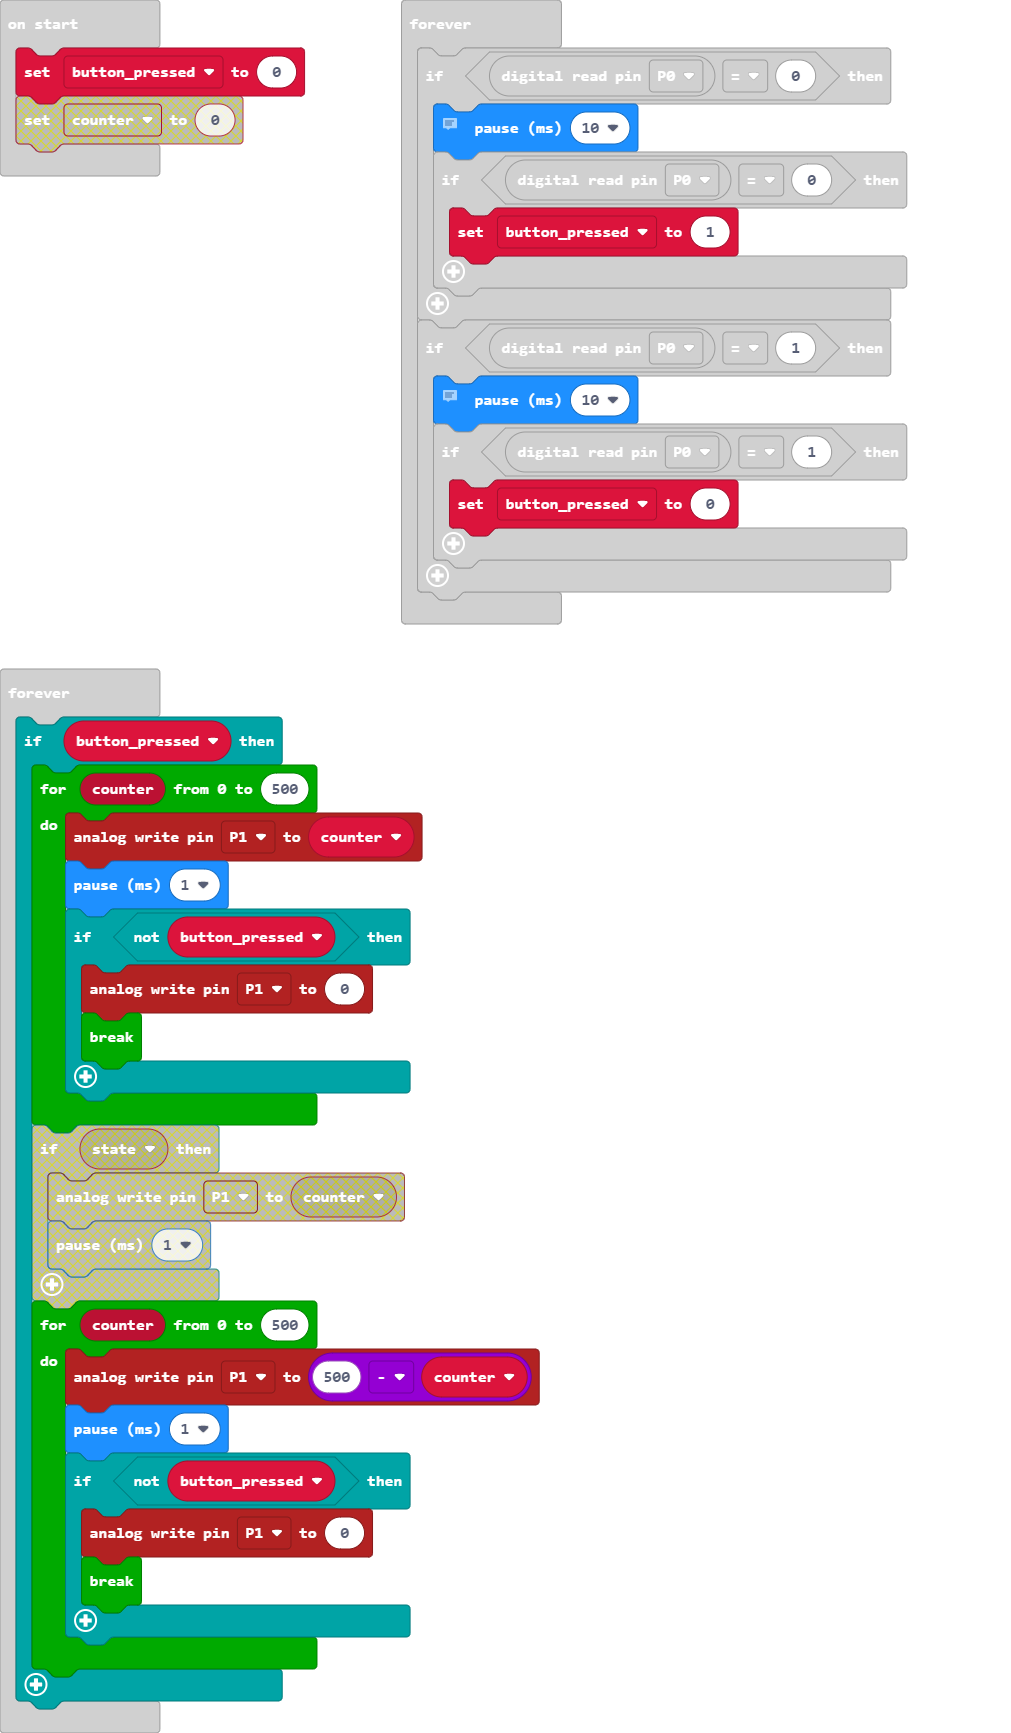 on start
set button_pressed to 0
set counter to 0
forever
if digital read pin P0 = 0 then
pause (ms) 10
if digital read pin P0 = 0 then
set button_pressed to 1
if digital read pin P0 = 1 then
pause (ms) 10
if digital read pin P0 = 1 then
set button_pressed to 0
forever
if button_pressed then
for counter from 0 to 500
do
analog write pin P1 to counter
pause (ms) 1
if not button_pressed then
analog write pin P1 to 0
break
if state then
analog write pin P1 to counter
pause (ms) 1
for counter from 0 to 500
do
analog write pin P1 to 500 - counter
pause (ms) 1
if not button_pressed then
analog write pin P1 to 0
break